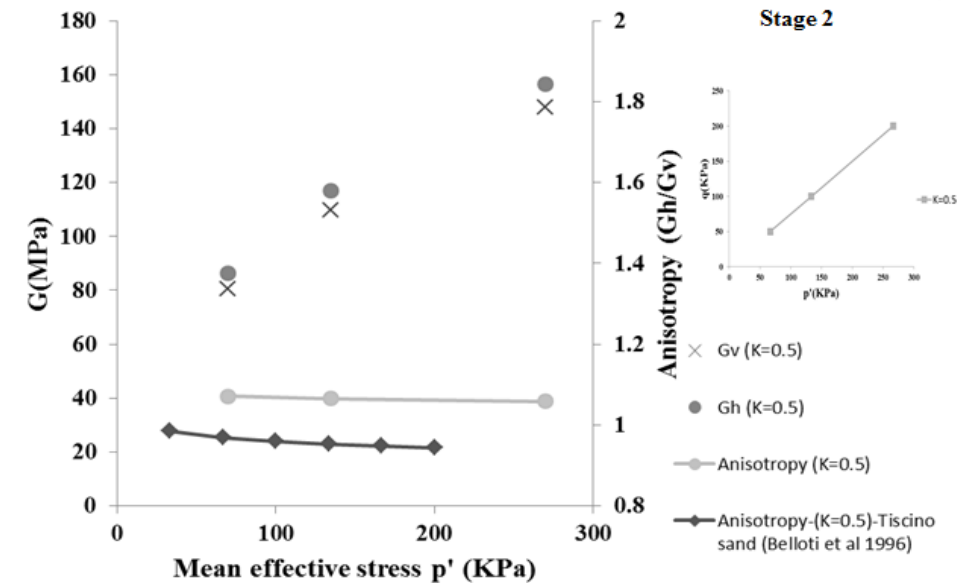 Stage 2
180
160
140
120
100
80
60
40
20
0
G(MPa)
0
100
200
300
Mean effective stress p' (KPa)
2
1.8
1.6
1.4
1.2
1
0.8
Anisotropy (Gh/Gv)
250
200
150
100
50
0
q(KPa)
0
50
100
150
200
250
300
p'(KPa)
K=0.5
Gv (K=0.5)
Gh (K=0.5)
Anisotropy (K=0.5)
Anisotropy-(K=0.5)-Tiscino
sand (Belloti et al 1996)